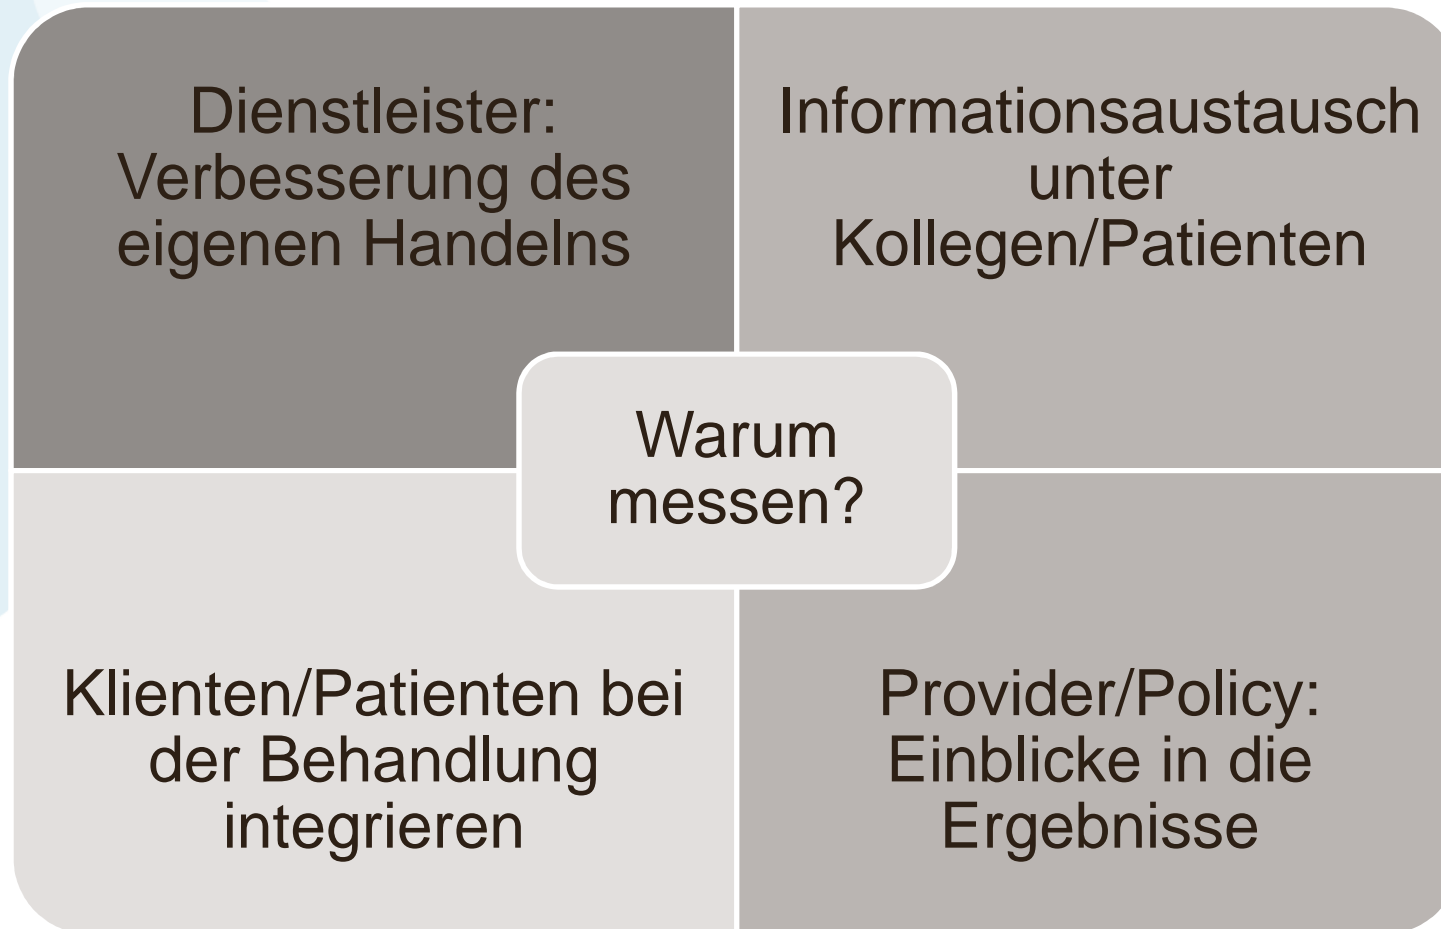 Dienstleister:
Verbesserung des
eigenen Handelns
Informationsaustausch
unter
Kollegen/Patienten
Warum
messen?
Klienten/Patienten bei
der Behandlung
integrieren
Provider/Policy:
Einblicke in die
Ergebnisse